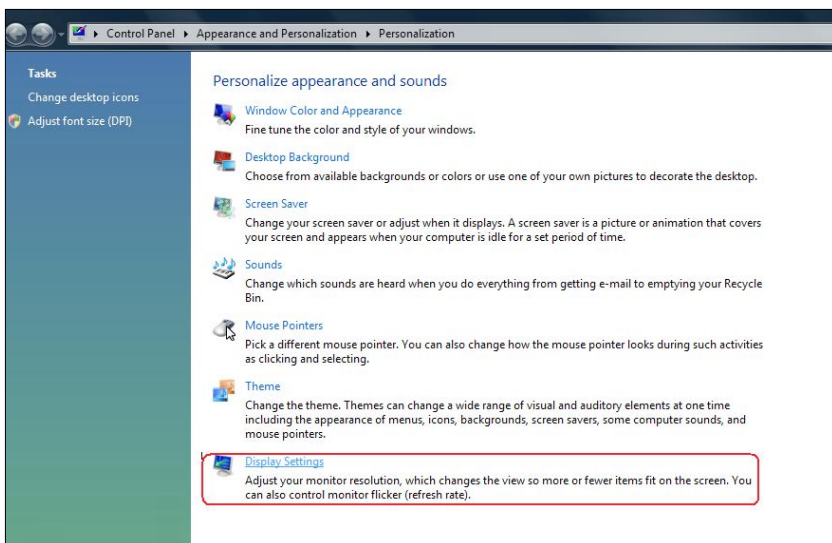 Control Panel ▸ Appearance and Personalization ▸ Personalization
Tasks
Change desktop icons
Adjust font size (DPI)
Personalize appearance and sounds
Window Color and Appearance
Fine tune the color and style of your windows.
Desktop Background
Choose from available backgrounds or colors or use one of your own pictures to decorate the desktop.
Screen Saver
Change your screen saver or adjust when it displays. A screen saver is a picture or animation that covers
your screen and appears when your computer is idle for a set period of time.
Sounds
Change which sounds are heard when you do everything from getting e-mail to emptying your Recycle
Bin.
Mouse Pointers
Pick a different mouse pointer. You can also change how the mouse pointer looks during such activities
as clicking and selecting.
Theme
Change the theme. Themes can change a wide range of visual and auditory elements at one time
including the appearance of menus, icons, backgrounds, screen savers, some computer sounds, and
mouse pointers.
Display Settings
Adjust your monitor resolution, which changes the view so more or fewer items fit on the screen. You
can also control monitor flicker (refresh rate).